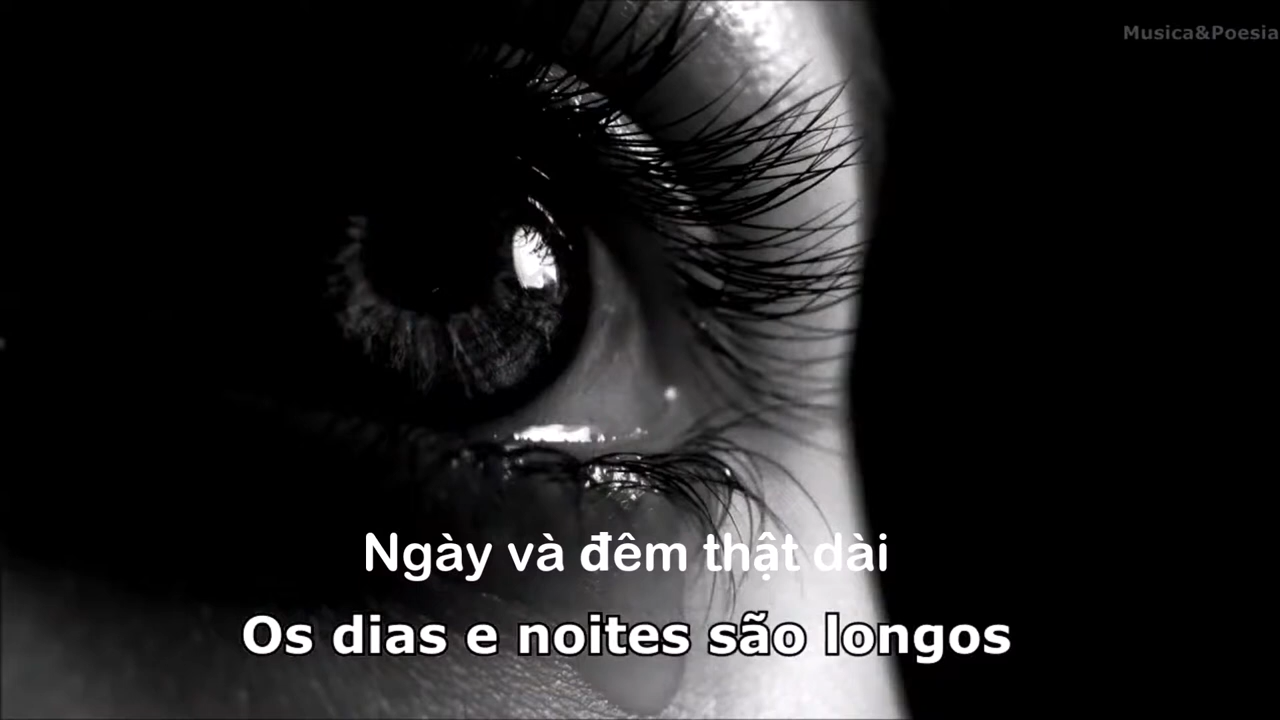 Musica&Poesia
Ngày và đêm thật dài
Os dias e noites são longos